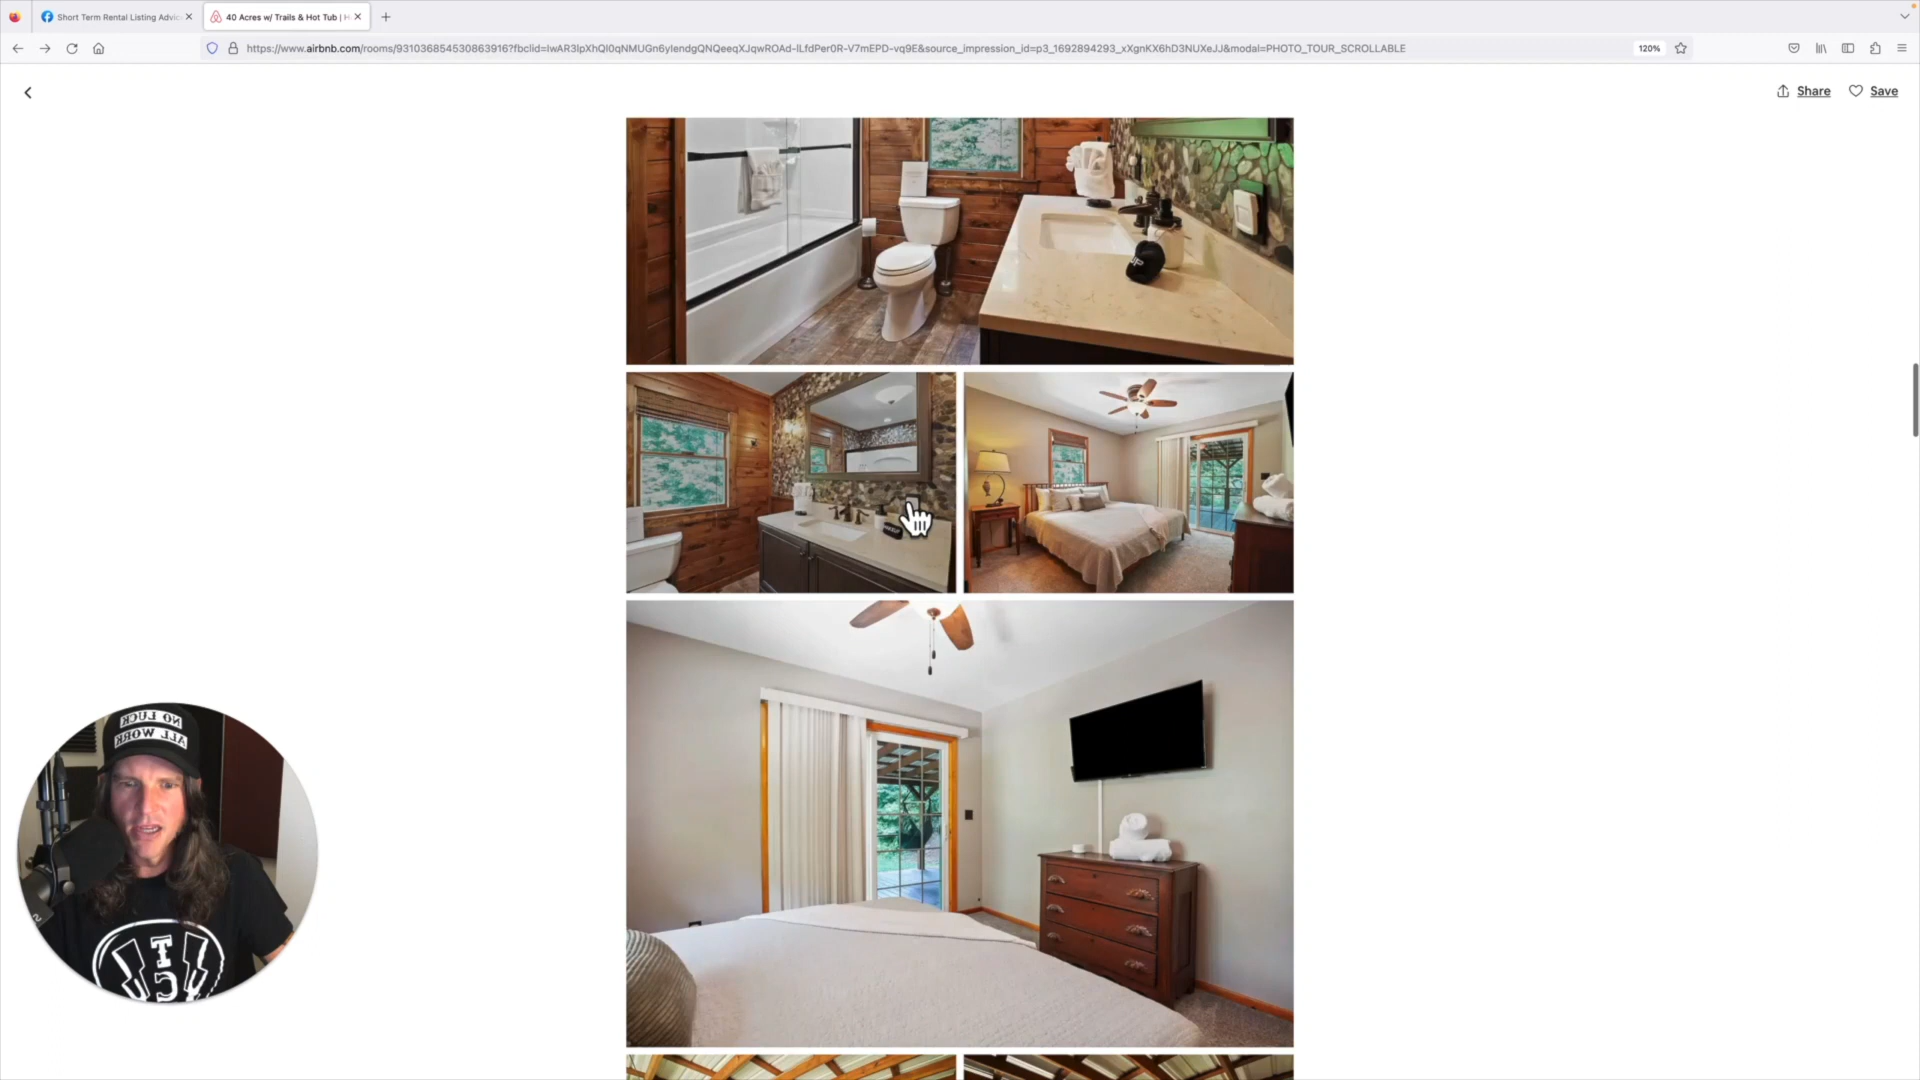 Short Term Rental Listing Advic
40 Acres w/ Trails & Hot Tub | H
https://www.airbnb.com/rooms/931036854530863916?fbclid=IwAR3lpXhQl0qNMUGn6yIendgQNQeeqXJqwROAd-lLfdPer0R-V7mEPD-vq9E&source_impression_id=p3_1692894293_xXgnKX6hD3NUXeJJ&modal=PHOTO_TOUR_SCROLLABLE
120%
Share
Save
NO LUCK
ALL WORK